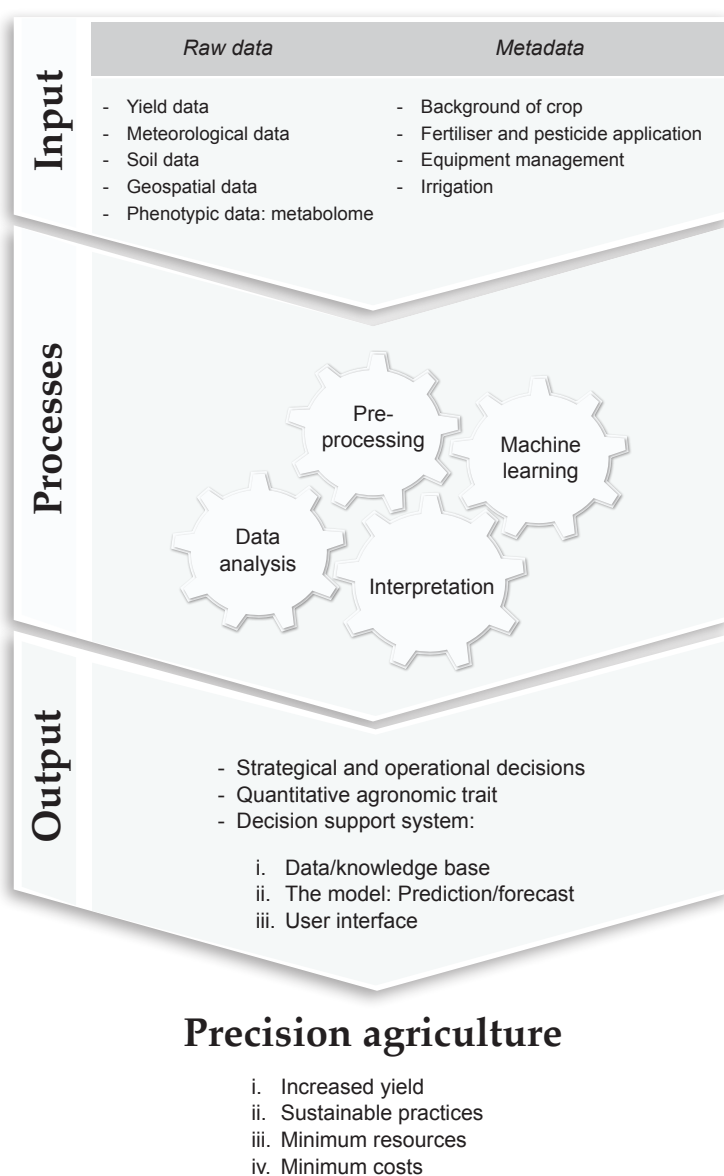 Input
Raw data
Metadata
- Yield data
- Meteorological data
- Soil data
- Geospatial data
- Phenotypic data: metabolome
- Background of crop
- Fertiliser and pesticide application
- Equipment management
- Irrigation
Processes
Pre-
processing
Machine
learning
Data
analysis
Interpretation
Output
- Strategical and operational decisions
- Quantitative agronomic trait
- Decision support system:
i. Data/knowledge base
ii. The model: Prediction/forecast
iii. User interface
Precision agriculture
i. Increased yield
ii. Sustainable practices
iii. Minimum resources
iv. Minimum costs